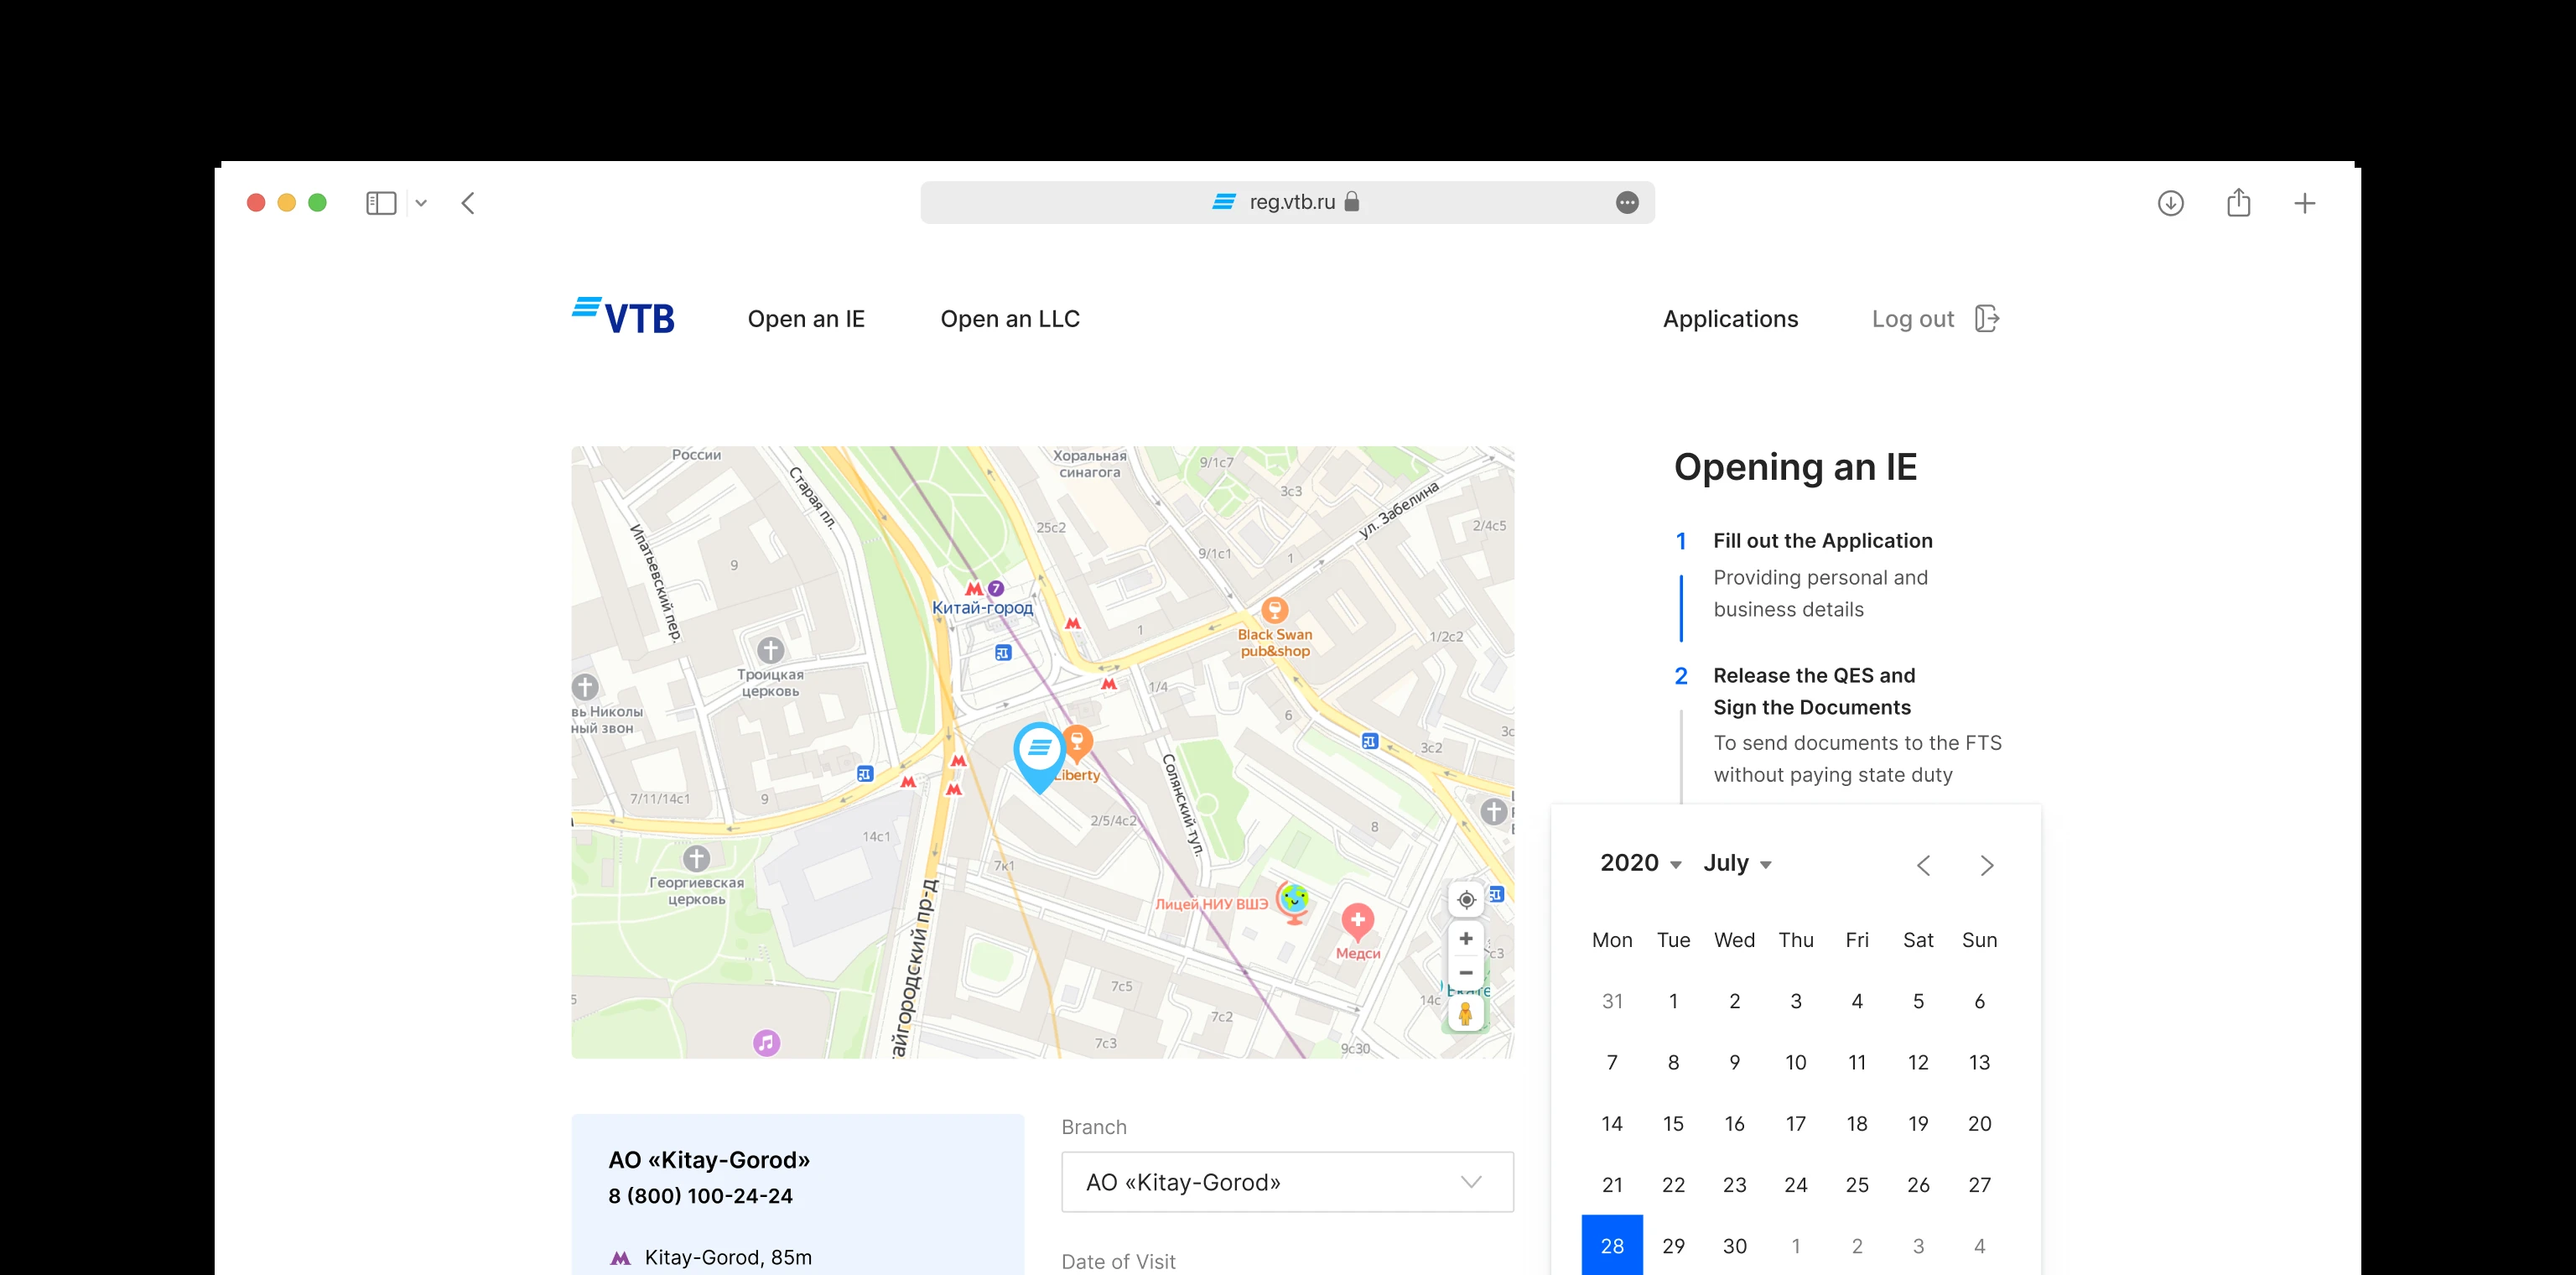 reg.vtb.ru
VTB
Open an IE
Open an LLC
Applications
Log out
России
Старая пл.
Хоральная
синагога
9/1с7
3с3
ул. Забелина
2/4с5
25с2
Ипатьевский пер.
9
9/1с1
1
7
Китай-город
1
Black Swan
pub&shop
1/2с2
Троицкая
церковь
1/4
вь Николы
ный звон
6
3с2
Liberty
Солянский туп.
7/11/14с1
9
14с1
2/5/4с2
8
7к1
Георгиевская
церковь
Лицей НИУ ВШЭ
Медси
айгородский пр-д
7с5
14с
7с2
7с3
9с30
5
Opening an IE
1
Fill out the Application
Providing personal and
business details
2
Release the QES and
Sign the Documents
To send documents to the FTS
without paying state duty
2020
July
Mon Tue Wed Thu Fri Sat Sun
31 1 2 3 4 5 6
7 8 9 10 11 12 13
14 15 16 17 18 19 20
21 22 23 24 25 26 27
28 29 30 1 2 3 4
AO «Kitay-Gorod»
8 (800) 100-24-24
Kitay-Gorod, 85m
Branch
AO «Kitay-Gorod»
Date of Visit